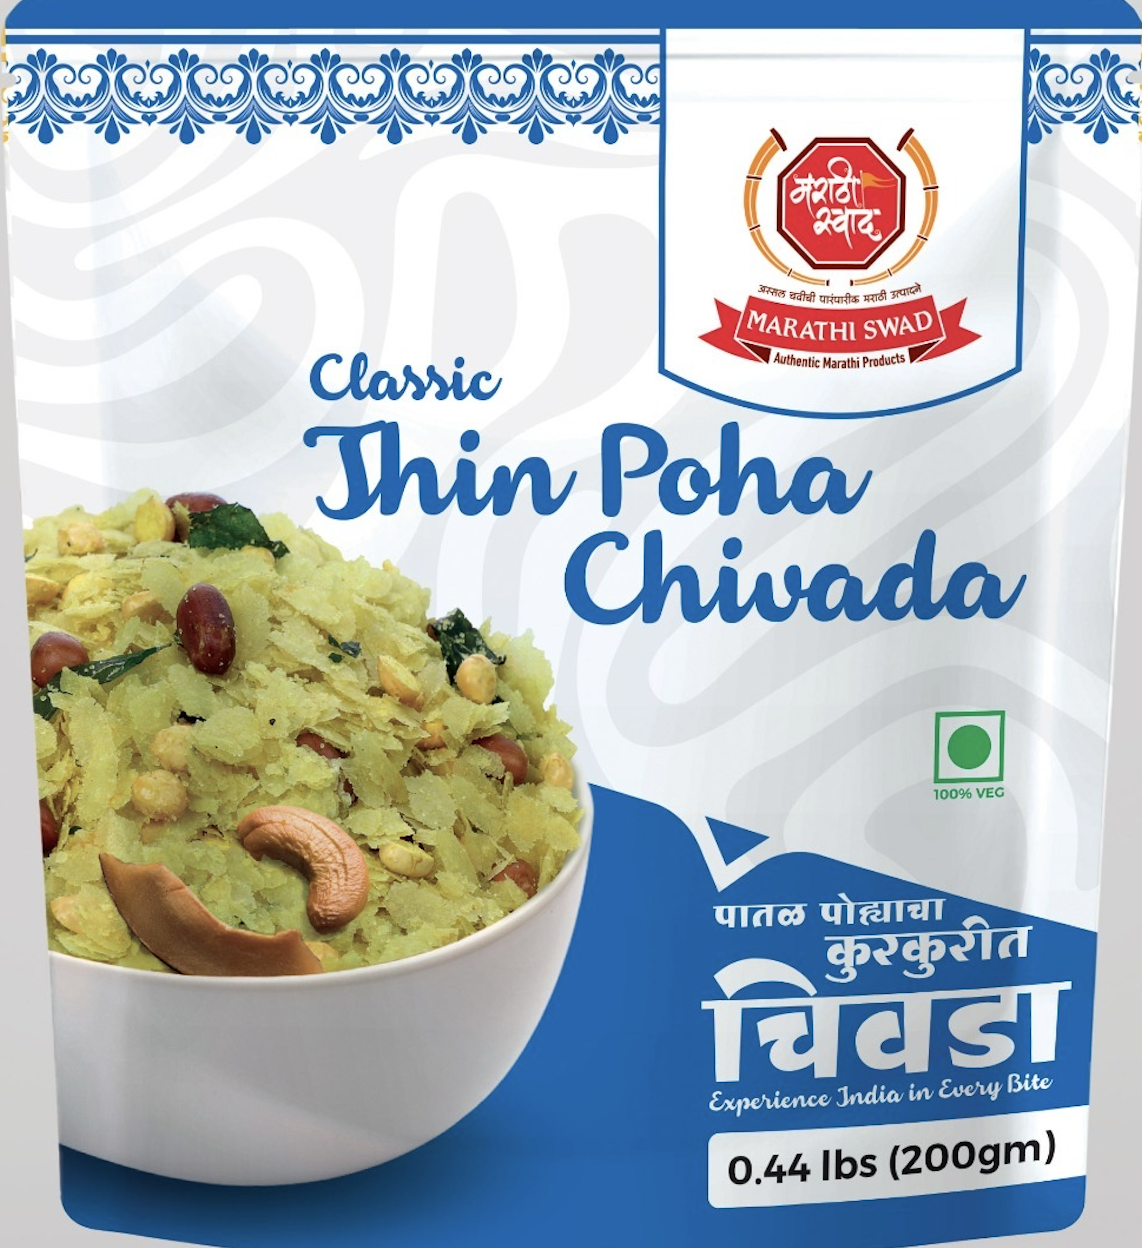 मराठी
स्वाद
अस्सल चवीची पारंपारीक मराठी उत्पादने
MARATHI SWAD
Authentic Marathi Products
Classic
Thin Poha
Chivada
100% VEG
पातळ पोह्याचा
कुरकुरीत
चिवडा
Experience India in Every Bite
0.44 lbs (200gm)